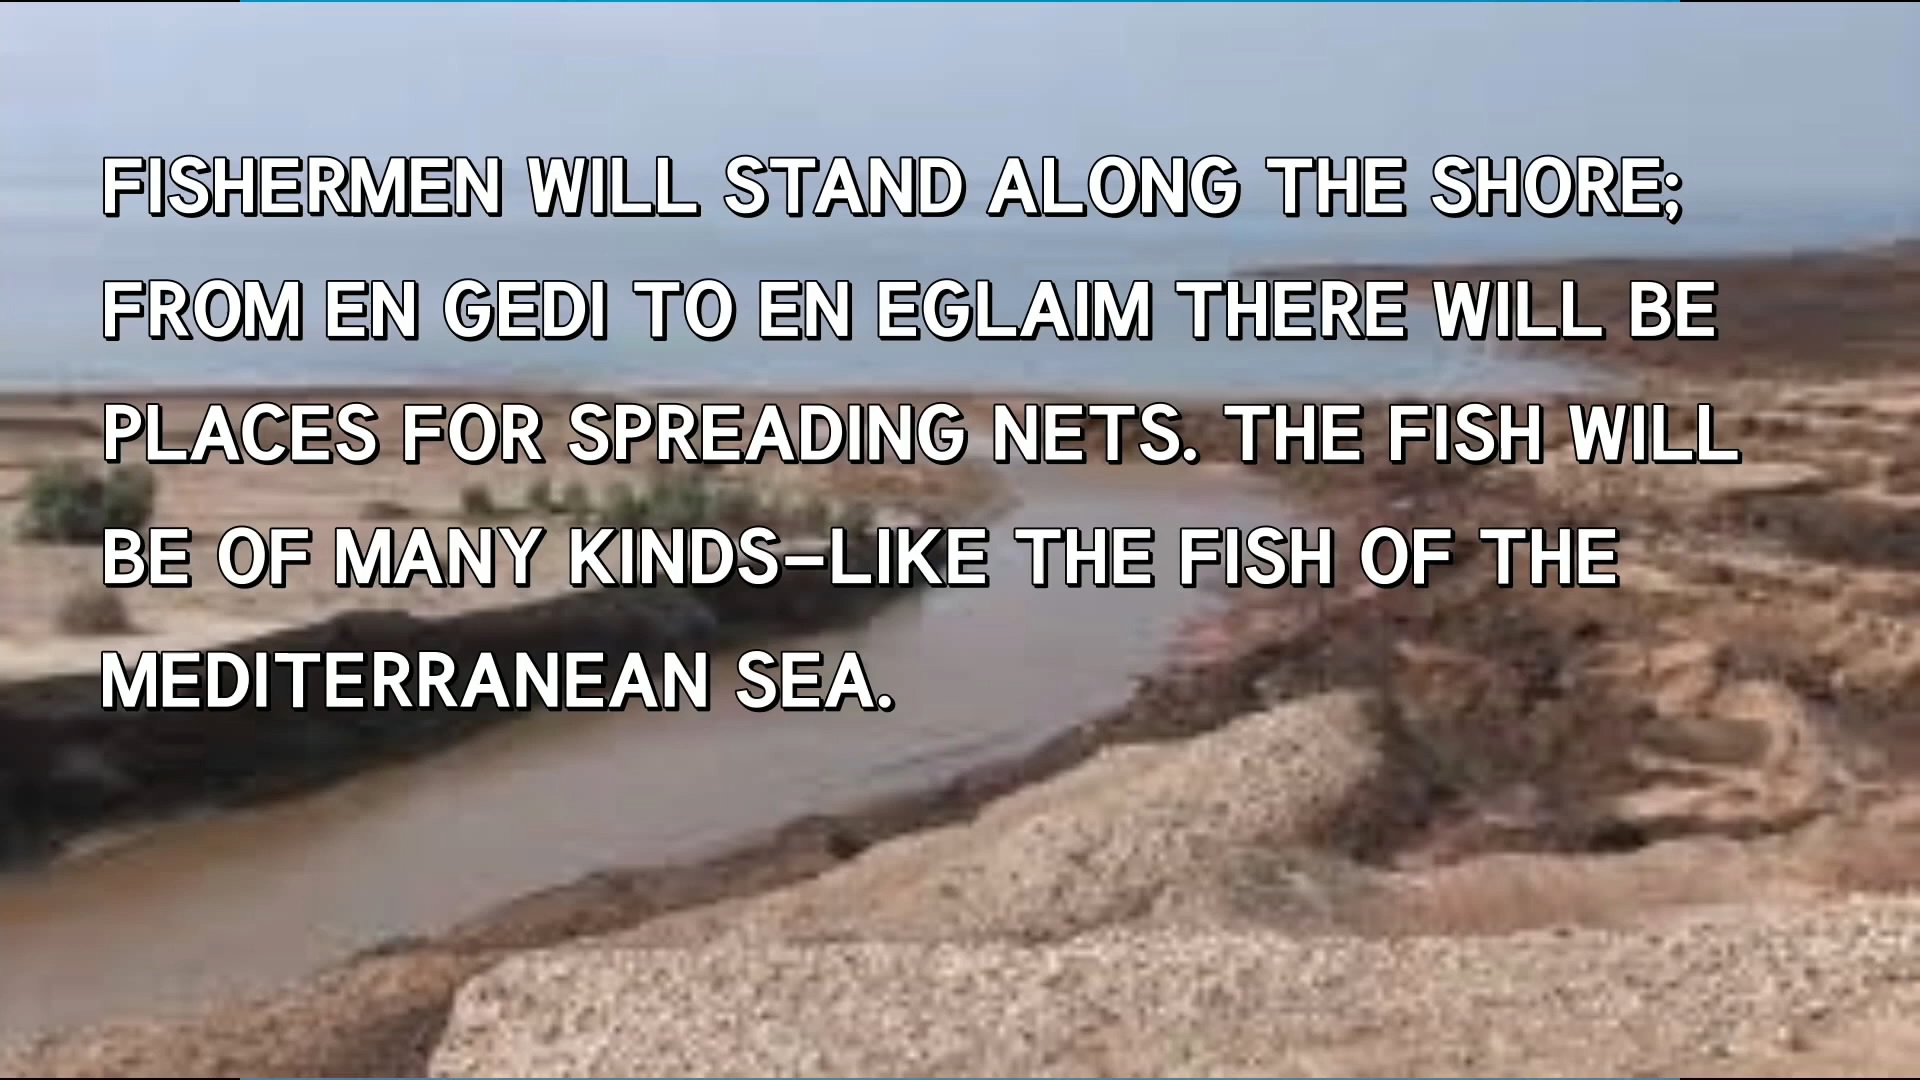 FISHERMEN WILL STAND ALONG THE SHORE;
FROM EN GEDI TO EN EGLAIM THERE WILL BE
PLACES FOR SPREADING NETS. THE FISH WILL
BE OF MANY KINDS–LIKE THE FISH OF THE
MEDITERRANEAN SEA.